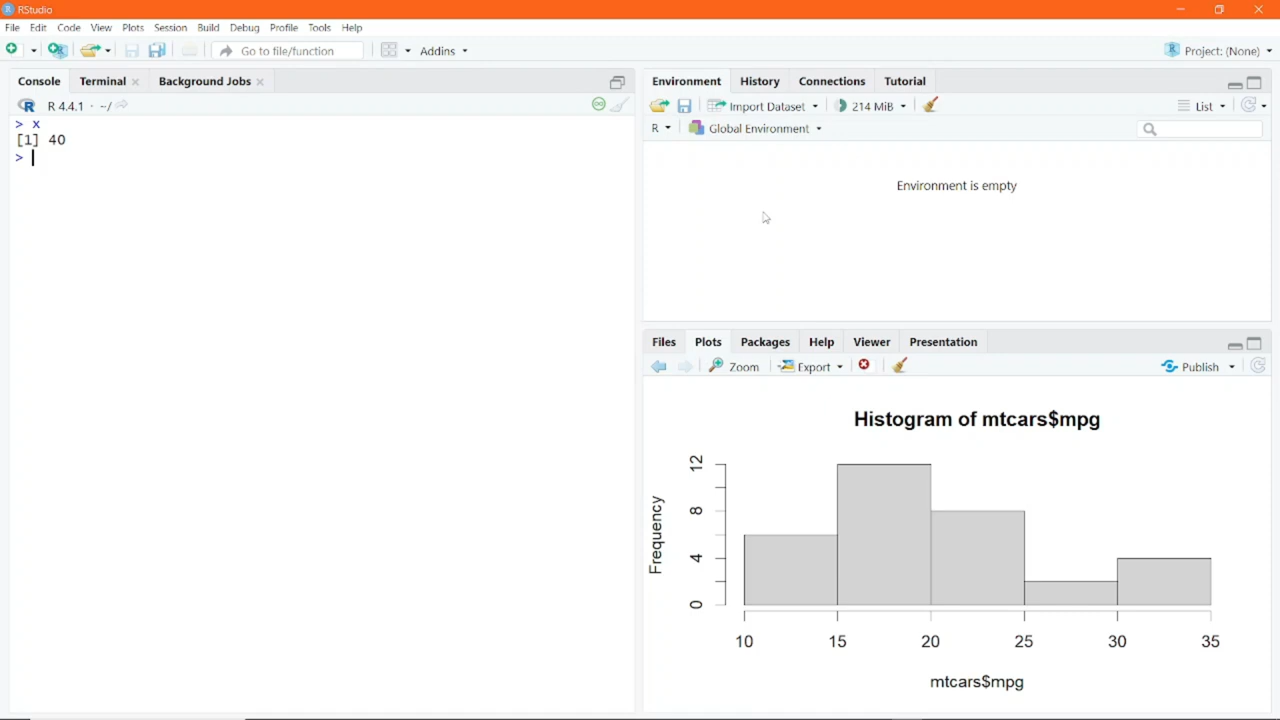 RStudio
File Edit Code View Plots Session Build Debug Profile Tools Help
Go to file/function Addins Project: (None)
Console Terminal Background Jobs
R R 4.4.1 · ~/
> x
[1] 40
>
Environment History Connections Tutorial
Import Dataset 214 MiB List
R Global Environment
Environment is empty
Files Plots Packages Help Viewer Presentation
Zoom Export Publish
Histogram of mtcars$mpg
Frequency
12
8
4
0
10 15 20 25 30 35
mtcars$mpg